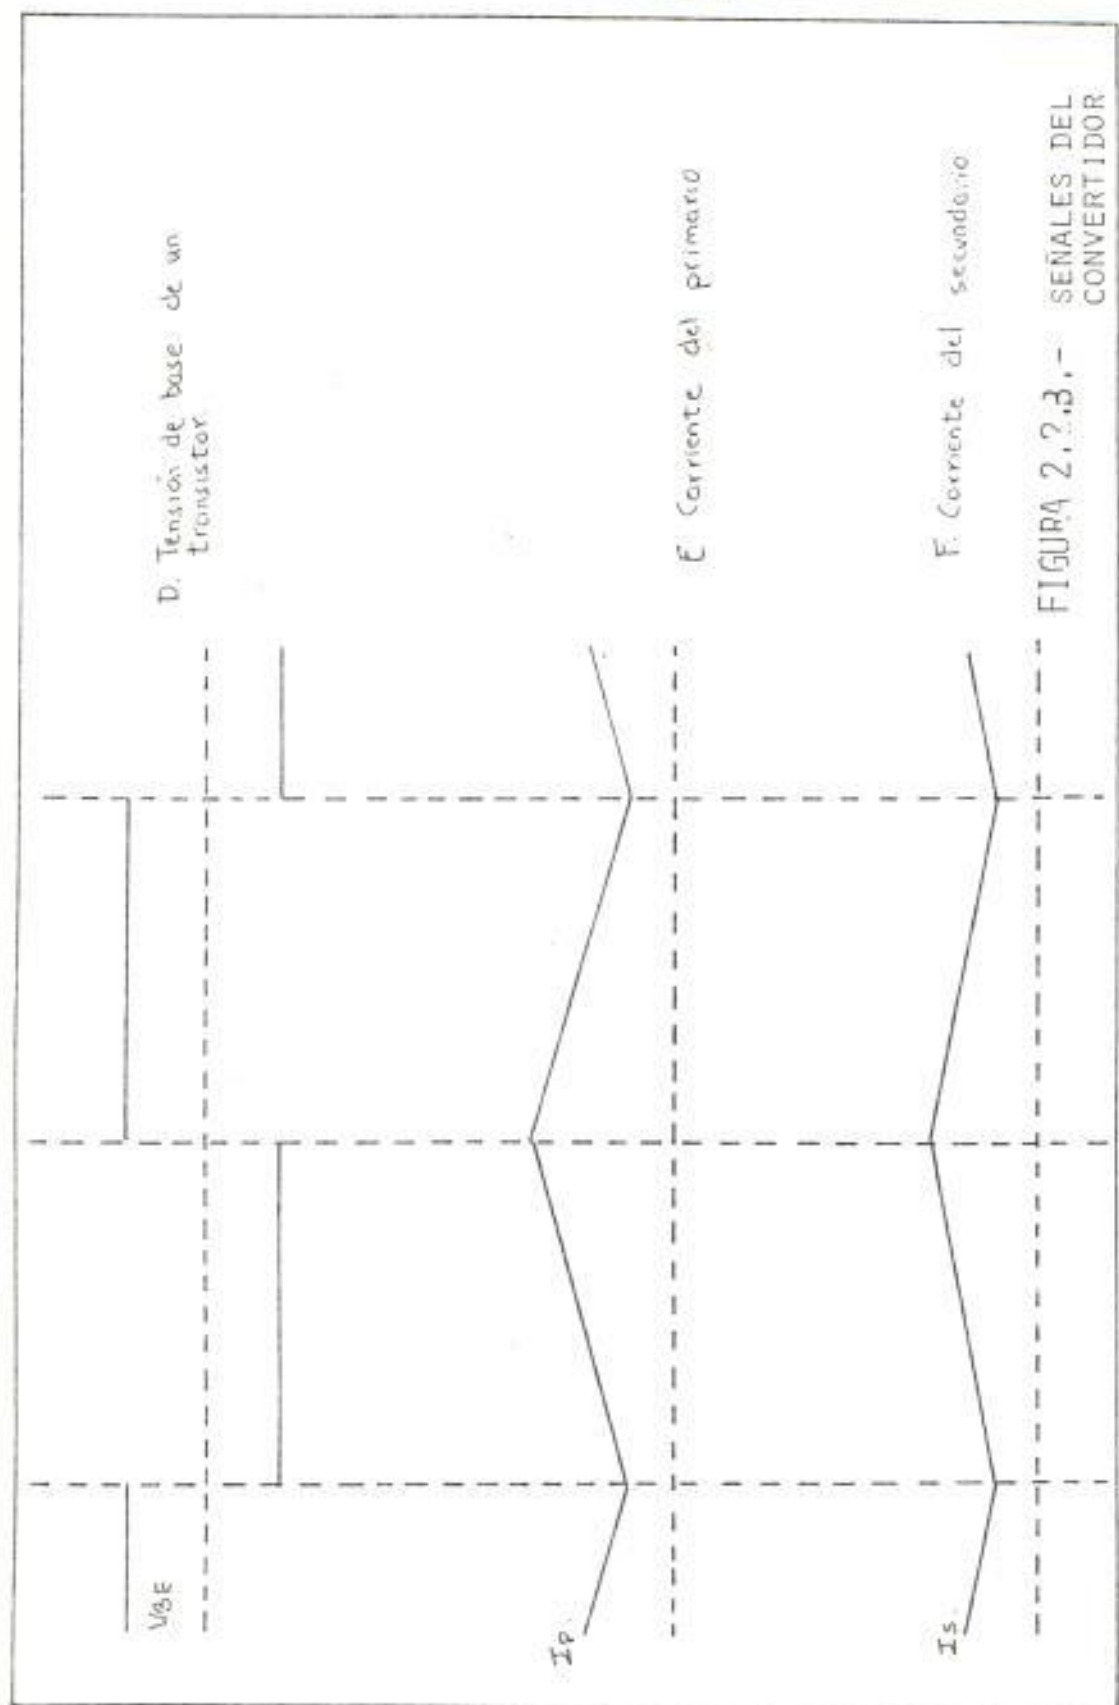 VBE
D. Tensión de base de un
transistor
Ip.
E Corriente del primario
Is.
F. Corriente del secundario
FIGURA 2.2.3.- SEÑALES DEL
CONVERTIDOR